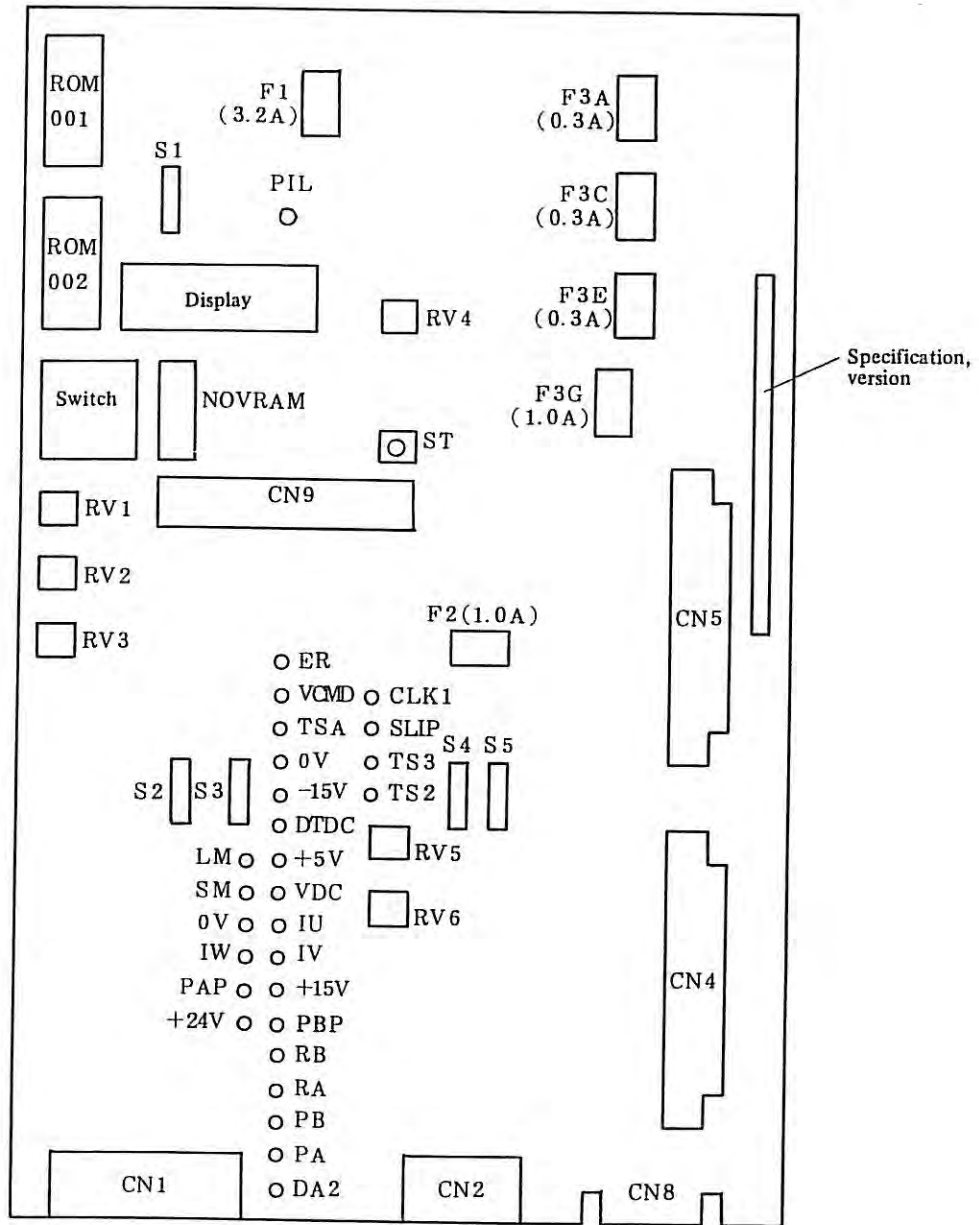 ROM
001
F1
(3.2A)
F3A
(0.3A)
S1
PIL
F3C
(0.3A)
ROM
002
Display
RV4
F3E
(0.3A)
Specification,
version
Switch
NOVRAM
F3G
(1.0A)
ST
CN9
RV1
RV2
RV3
F2(1.0A)
CN5
ER
VCMD
CLK1
TSA
SLIP
S4
S5
0V
TS3
S2
S3
-15V
TS2
DTDC
RV5
LM
+5V
SM
VDC
RV6
0V
IU
IW
IV
PAP
+15V
CN4
+24V
PBP
RB
RA
PB
PA
CN1
DA2
CN2
CN8